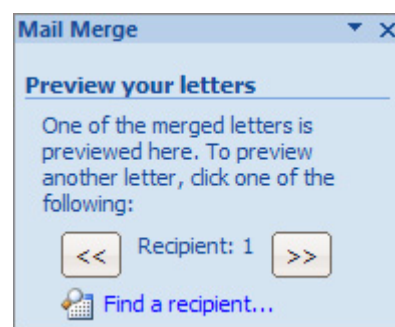 Mail Merge
Preview your letters
One of the merged letters is
previewed here. To preview
another letter, click one of the
following:
<< Recipient: 1 >>
Find a recipient...